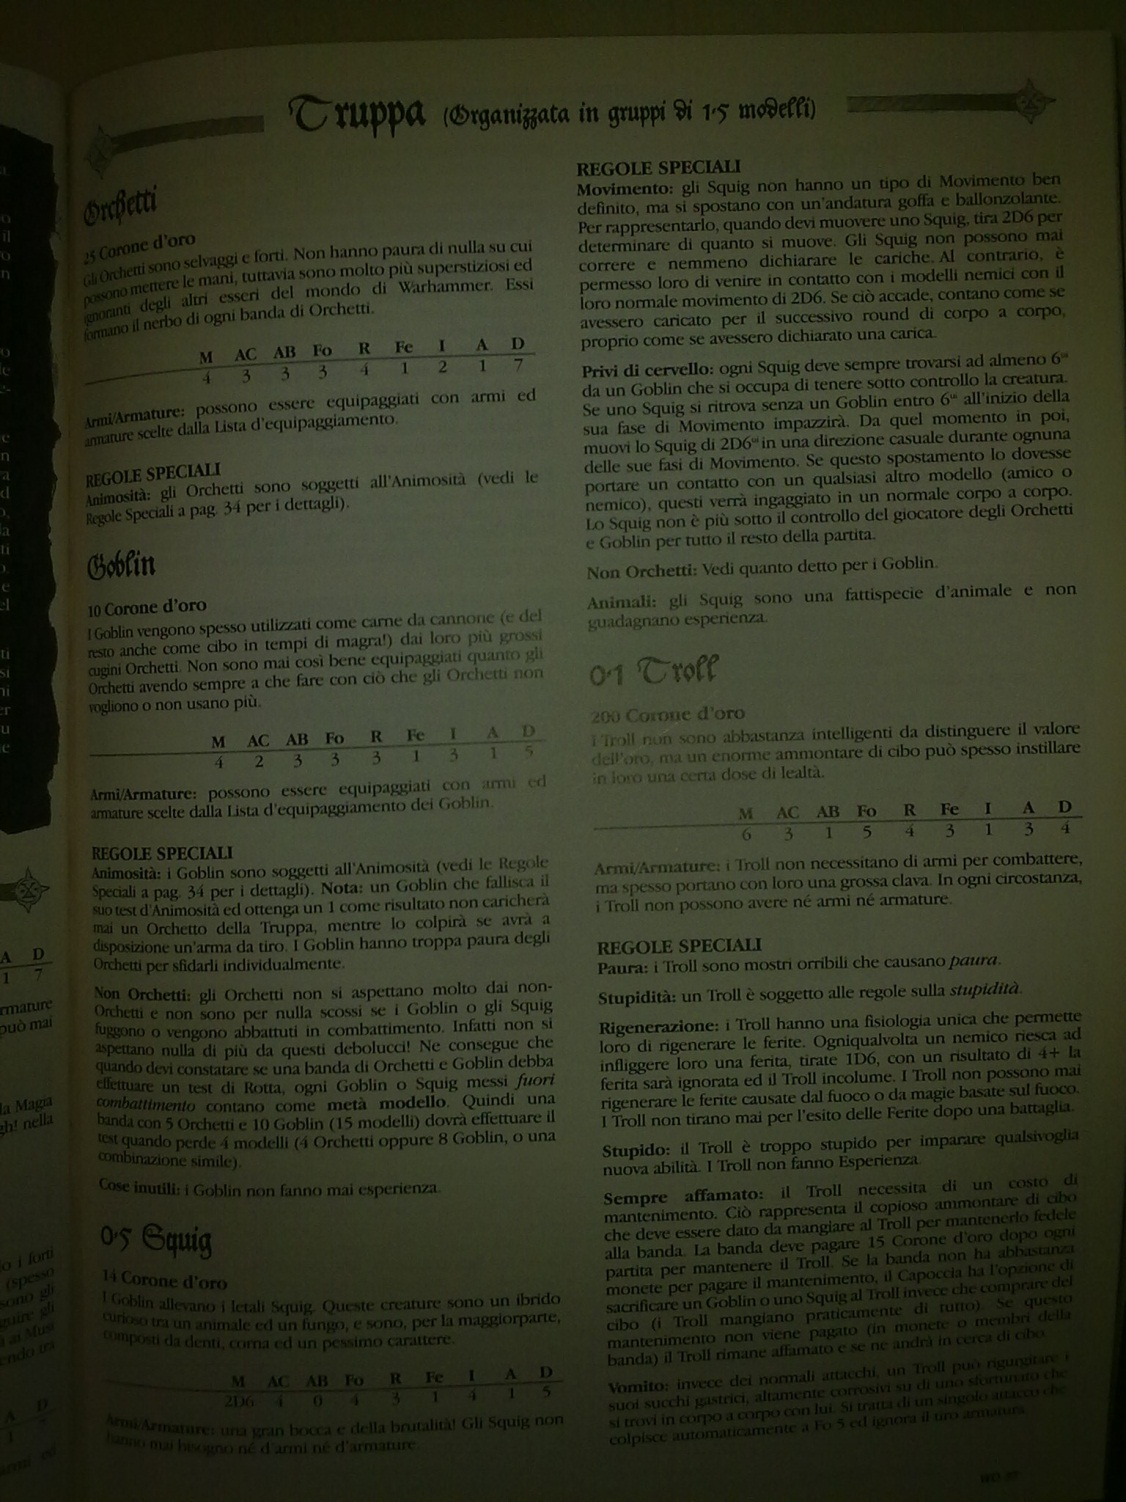 Truppa (Organizzata in gruppi di 1-5 modelli)
Orchetti
25 Corone d'oro
Gli Orchetti sono selvaggi e forti. Non hanno paura di nulla su cui
possono mettere le mani, tuttavia sono molto più superstiziosi ed
ignoranti degli altri esseri del mondo di Warhammer. Essi
formano il nerbo di ogni banda di Orchetti.
M AC AB Fo R Fe I A D
4 3 3 3 4 1 2 1 7
Armi/Armature: possono essere equipaggiati con armi ed
armature scelte dalla Lista d'equipaggiamento.
REGOLE SPECIALI
Animosità: gli Orchetti sono soggetti all'Animosità (vedi le
Regole Speciali a pag. 34 per i dettagli).
Goblin
10 Corone d'oro
I Goblin vengono spesso utilizzati come carne da cannone (e del
resto anche come cibo in tempi di magra!) dai loro più grossi
cugini Orchetti. Non sono mai così bene equipaggiati quanto gli
Orchetti avendo sempre a che fare con ciò che gli Orchetti non
vogliono o non usano più.
M AC AB Fo R Fe I A D
4 2 3 3 3 1 3 1 5
Armi/Armature: possono essere equipaggiati con armi ed
armature scelte dalla Lista d'equipaggiamento dei Goblin.
REGOLE SPECIALI
Animosità: i Goblin sono soggetti all'Animosità (vedi le Regole
Speciali a pag. 34 per i dettagli). Nota: un Goblin che fallisca il
suo test d'Animosità ed ottenga un 1 come risultato non caricherà
mai un Orchetto della Truppa, mentre lo colpirà se avrà a
disposizione un'arma da tiro. I Goblin hanno troppa paura degli
Orchetti per sfidarli individualmente.
Non Orchetti: gli Orchetti non si aspettano molto dai non-
Orchetti e non sono per nulla scossi se i Goblin o gli Squig
fuggono o vengono abbattuti in combattimento. Infatti non si
aspettano nulla di più da questi debolucci! Ne consegue che
quando devi constatare se una banda di Orchetti e Goblin debba
effettuare un test di Rotta, ogni Goblin o Squig messi fuori
combattimento contano come metà modello. Quindi una
banda con 5 Orchetti e 10 Goblin (15 modelli) dovrà effettuare il
test quando perde 4 modelli (4 Orchetti oppure 8 Goblin, o una
combinazione simile).
Cose inutili: i Goblin non fanno mai esperienza.
0-5 Squig
14 Corone d'oro
I Goblin allevano i letali Squig. Queste creature sono un ibrido
curioso tra un animale ed un fungo, e sono, per la maggiorparte,
composti da denti, corna ed un pessimo carattere.
M AC AB Fo R Fe I A D
2D6 4 0 4 3 1 4 1 5
Armi/Armature: una gran bocca e della brutalità! Gli Squig non
hanno mai bisogno né d'armi né d'armature.
REGOLE SPECIALI
Movimento: gli Squig non hanno un tipo di Movimento ben
definito, ma si spostano con un'andatura goffa e ballonzolante.
Per rappresentarlo, quando devi muovere uno Squig, tira 2D6 per
determinare di quanto si muove. Gli Squig non possono mai
correre e nemmeno dichiarare le cariche. Al contrario, è
permesso loro di venire in contatto con i modelli nemici con il
loro normale movimento di 2D6. Se ciò accade, contano come se
avessero caricato per il successivo round di corpo a corpo,
proprio come se avessero dichiarato una carica.
Privi di cervello: ogni Squig deve sempre trovarsi ad almeno 6"
da un Goblin che si occupa di tenere sotto controllo la creatura.
Se uno Squig si ritrova senza un Goblin entro 6" all'inizio della
sua fase di Movimento impazzirà. Da quel momento in poi,
muovi lo Squig di 2D6" in una direzione casuale durante ognuna
delle sue fasi di Movimento. Se questo spostamento lo dovesse
portare un contatto con un qualsiasi altro modello (amico o
nemico), questi verrà ingaggiato in un normale corpo a corpo.
Lo Squig non è più sotto il controllo del giocatore degli Orchetti
e Goblin per tutto il resto della partita.
Non Orchetti: Vedi quanto detto per i Goblin.
Animali: gli Squig sono una fattispecie d'animale e non
guadagnano esperienza.
0-1 Troll
200 Corone d'oro
I Troll non sono abbastanza intelligenti da distinguere il valore
dell'oro, ma un enorme ammontare di cibo può spesso instillare
in loro una certa dose di lealtà.
M AC AB Fo R Fe I A D
6 3 1 5 4 3 1 3 4
Armi/Armature: i Troll non necessitano di armi per combattere,
ma spesso portano con loro una grossa clava. In ogni circostanza,
i Troll non possono avere né armi né armature.
REGOLE SPECIALI
Paura: i Troll sono mostri orribili che causano paura.
Stupidità: un Troll è soggetto alle regole sulla stupidità.
Rigenerazione: i Troll hanno una fisiologia unica che permette
loro di rigenerare le ferite. Ogniqualvolta un nemico riesca ad
infliggere loro una ferita, tirate 1D6, con un risultato di 4+ la
ferita sarà ignorata ed il Troll incolume. I Troll non possono mai
rigenerare le ferite causate dal fuoco o da magie basate sul fuoco.
I Troll non tirano mai per l'esito delle Ferite dopo una battaglia.
Stupido: il Troll è troppo stupido per imparare qualsivoglia
nuova abilità. I Troll non fanno Esperienza.
Sempre affamato: il Troll necessita di un costo di
mantenimento. Ciò rappresenta il copioso ammontare di cibo
che deve essere dato da mangiare al Troll per mantenerlo fedele
alla banda. La banda deve pagare 15 Corone d'oro dopo ogni
partita per mantenere il Troll. Se la banda non ha abbastanza
monete per pagare il mantenimento, il Capoccia ha l'opzione di
sacrificare un Goblin o uno Squig al Troll invece che comprare del
cibo (i Troll mangiano praticamente di tutto). Se questo
mantenimento non viene pagato (in monete o membri della
banda) il Troll rimane affamato e se ne andrà in cerca di cibo.
Vomito: invece dei normali attacchi, un Troll può rigurgitare i
suoi succhi gastrici, altamente corrosivi su di uno sfortunato che
si trovi in corpo a corpo con lui. Si tratta di un singolo attacco che
colpisce automaticamente a Fo 5 ed ignora il tiro armatura.